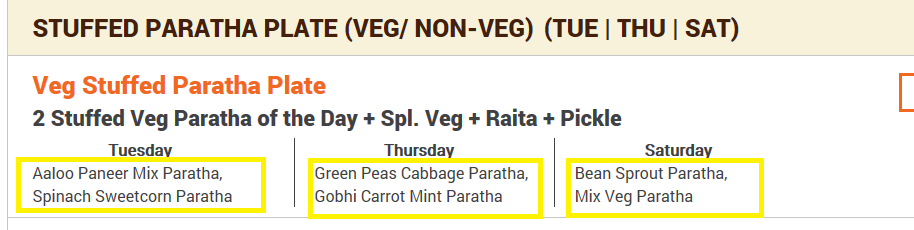 STUFFED PARATHA PLATE (VEG/ NON-VEG) (TUE | THU | SAT)
Veg Stuffed Paratha Plate
2 Stuffed Veg Paratha of the Day + Spl. Veg + Raita + Pickle
Tuesday
Aaloo Paneer Mix Paratha,
Spinach Sweetcorn Paratha
Thursday
Green Peas Cabbage Paratha,
Gobhi Carrot Mint Paratha
Saturday
Bean Sprout Paratha,
Mix Veg Paratha